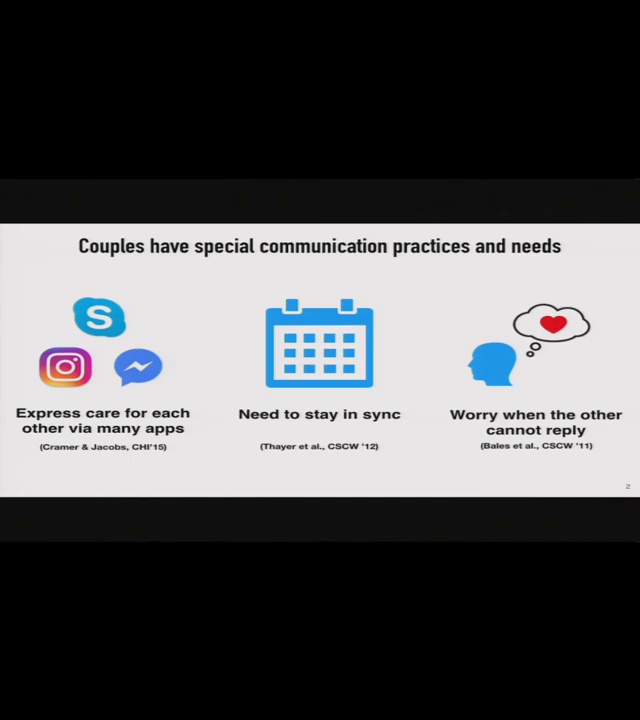 Couples have special communication practices and needs
S
Express care for each
other via many apps
(Cramer & Jacobs, CHI'15)
Need to stay in sync
(Thayer et al., CSCW '12)
Worry when the other
cannot reply
(Bales et al., CSCW '11)
2